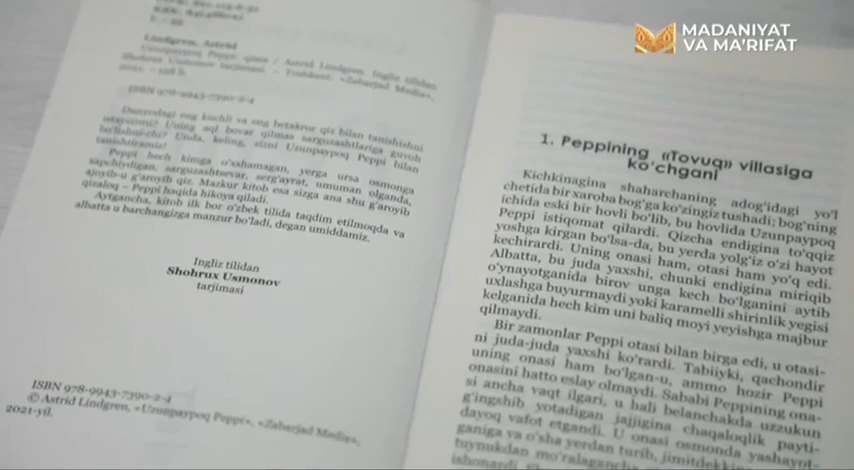 MADANIYAT
VA MA'RIFAT
Lindgren, Astrid
Uzunpaypoq Peppi: qissa / Astrid Lindgren. Ingliz tilidan
Shohrux Usmonov tarjimasi. – Toshkent: «Zabarjad Media»,
2021. – 128 b.
ISBN 978-9943-7390-2-4
Dunyodagi eng kuchli va eng betakror qiz bilan tanishishni
istaysizmi? Uning aql bovar qilmas sarguzashtlariga guvoh
bo'lishni-chi? Unda, keling, sizni Uzunpaypoq Peppi bilan
tanishtiramiz!
Peppi hech kimga o'xshamagan, yerga ursa osmonga
sapchiydigan, sarguzashtsevar, serg'ayrat, umuman olganda,
ajoyib-u g'aroyib qiz. Mazkur kitob esa sizga ana shu g'aroyib
qizaloq – Peppi haqida hikoya qiladi.
Aytgancha, kitob ilk bor o'zbek tilida taqdim etilmoqda va
albatta u barchangizga manzur bo'ladi, degan umiddamiz.
Ingliz tilidan
Shohrux Usmonov
tarjimasi
ISBN 978-9943-7390-2-4
© Astrid Lindgren, «Uzunpaypoq Peppi», «Zabarjad Media»,
2021-yil.
1. Peppining «Tovuq» villasiga
ko'chgani
Kichkinagina shaharchaning adog'idagi yo'l
chetida bir xaroba bog'ga ko'zingiz tushadi; bog'ning
ichida eski bir hovli bo'lib, bu hovlida Uzunpaypoq
Peppi istiqomat qilardi. Qizcha endigina to'qqiz
yoshga kirgan bo'lsa-da, bu yerda yolg'iz o'zi hayot
kechirardi. Uning onasi ham, otasi ham yo'q edi.
Albatta, bu juda yaxshi, chunki endigina miriqib
o'ynayotganida birov unga kech bo'lganini aytib
uxlashga buyurmaydi yoki karamelli shirinlik yegisi
kelganida hech kim uni baliq moyi yeyishga majbur
qilmaydi.
Bir zamonlar Peppi otasi bilan birga edi, u otasi-
ni juda-juda yaxshi ko'rardi. Tabiiyki, qachondir
uning onasi ham bo'lgan-u, ammo hozir Peppi
onasini hatto eslay olmaydi. Sababi Peppining ona-
si ancha vaqt ilgari, u hali belanchakda uzzukun
g'ingshib yotadigan jajjigina chaqaloqlik payti-
dayoq vafot etgandi. U onasi osmonda yashayot-
ganiga va o'sha yerdan turib, jimitdekkina
tuynukdan mo'ralagancha
ishonardi.